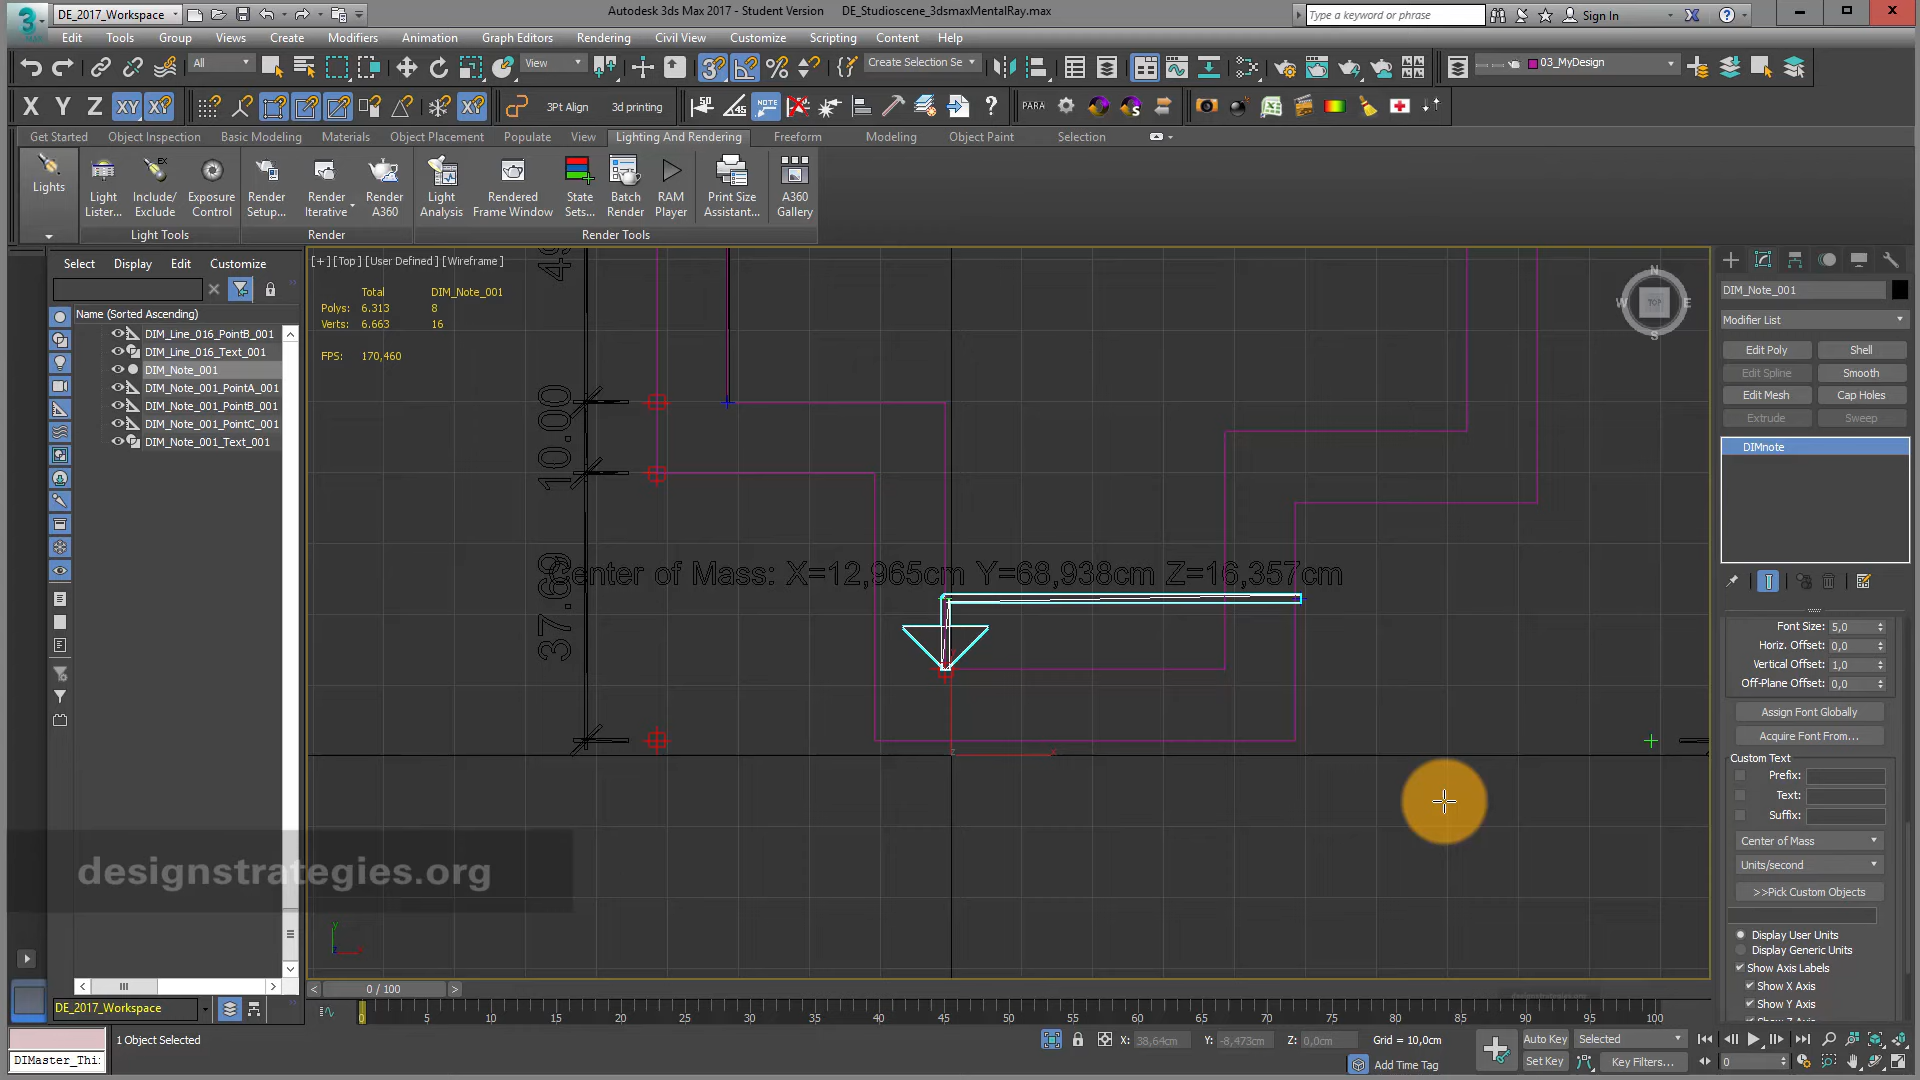 DE_2017_Workspace
Autodesk 3ds Max 2017 - Student Version DE_Studioscene_3dsmaxMentalRay.max
Type a keyword or phrase
Sign In
Edit Tools Group Views Create Modifiers Animation Graph Editors Rendering Civil View Customize Scripting Content Help
All
View
Create Selection Se
03_MyDesign
X Y Z XY XY
3Pt Align 3d printing
NOTE
PARA
Get Started Object Inspection Basic Modeling Materials Object Placement Populate View Lighting And Rendering Freeform Modeling Object Paint Selection
Lights
Light Lister...
Include/ Exclude
Exposure Control
Render Setup...
Render Iterative
Render A360
Light Analysis
Rendered Frame Window
State Sets...
Batch Render
RAM Player
Print Size Assistant...
A360 Gallery
Light Tools Render Render Tools
Select Display Edit Customize
Name (Sorted Ascending)
DIM_Line_016_PointB_001
DIM_Line_016_Text_001
DIM_Note_001
DIM_Note_001_PointA_001
DIM_Note_001_PointB_001
DIM_Note_001_PointC_001
DIM_Note_001_Text_001
DE_2017_Workspace
[+] [Top] [User Defined] [Wireframe]
Total DIM_Note_001
Polys: 6.313 8
Verts: 6.663 16
FPS: 170,460
49
10.00
10.00
37.69
Center of Mass: X=12,965cm Y=68,938cm Z=16,357cm
N
W TOP E
S
designstrategies.org
DIM_Note_001
Modifier List
Edit Poly Shell
Edit Spline Smooth
Edit Mesh Cap Holes
Extrude Sweep
DIMnote
Font Size: 5,0
Horiz. Offset: 0,0
Vertical Offset: 1,0
Off-Plane Offset: 0,0
Assign Font Globally
Acquire Font From...
Custom Text
Prefix:
Text:
Suffix:
Center of Mass
Units/second
>>Pick Custom Objects
Display User Units
Display Generic Units
Show Axis Labels
Show X Axis
Show Y Axis
0 / 100
0 5 10 15 20 25 30 35 40 45 50 55 60 65 70 75 80 85 90 95 100
DIMaster_Thi:
1 Object Selected
X: 38,64cm Y: -8,473cm Z: 0,0cm Grid = 10,0cm
Add Time Tag
Auto Key Selected
Set Key Key Filters...
0